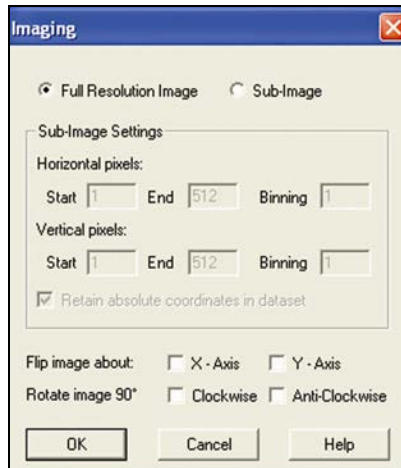 Imaging
Full Resolution Image Sub-Image
Sub-Image Settings
Horizontal pixels:
Start 1 End 512 Binning 1
Vertical pixels:
Start 1 End 512 Binning 1
Retain absolute coordinates in dataset
Flip image about: X - Axis Y - Axis
Rotate image 90° Clockwise Anti-Clockwise
OK Cancel Help